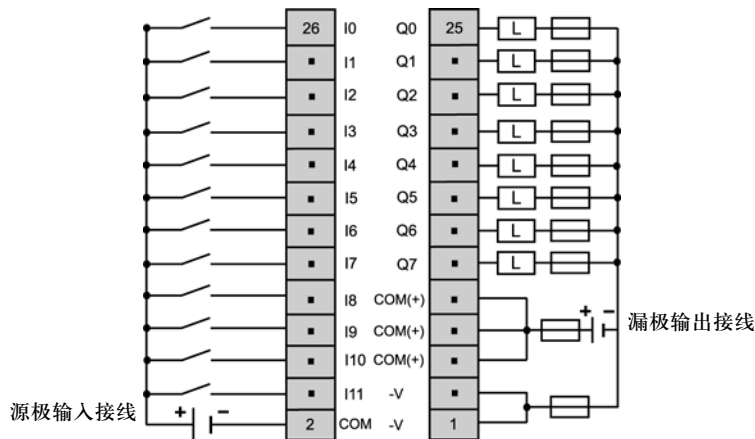 26 I0 Q0 25 L
I1 Q1 L
I2 Q2 L
I3 Q3 L
I4 Q4 L
I5 Q5 L
I6 Q6 L
I7 Q7 L
I8 COM(+)
+ −
I9 COM(+) 漏极输出接线
I10 COM(+)
I11 -V
源极输入接线 + −
2 COM -V 1